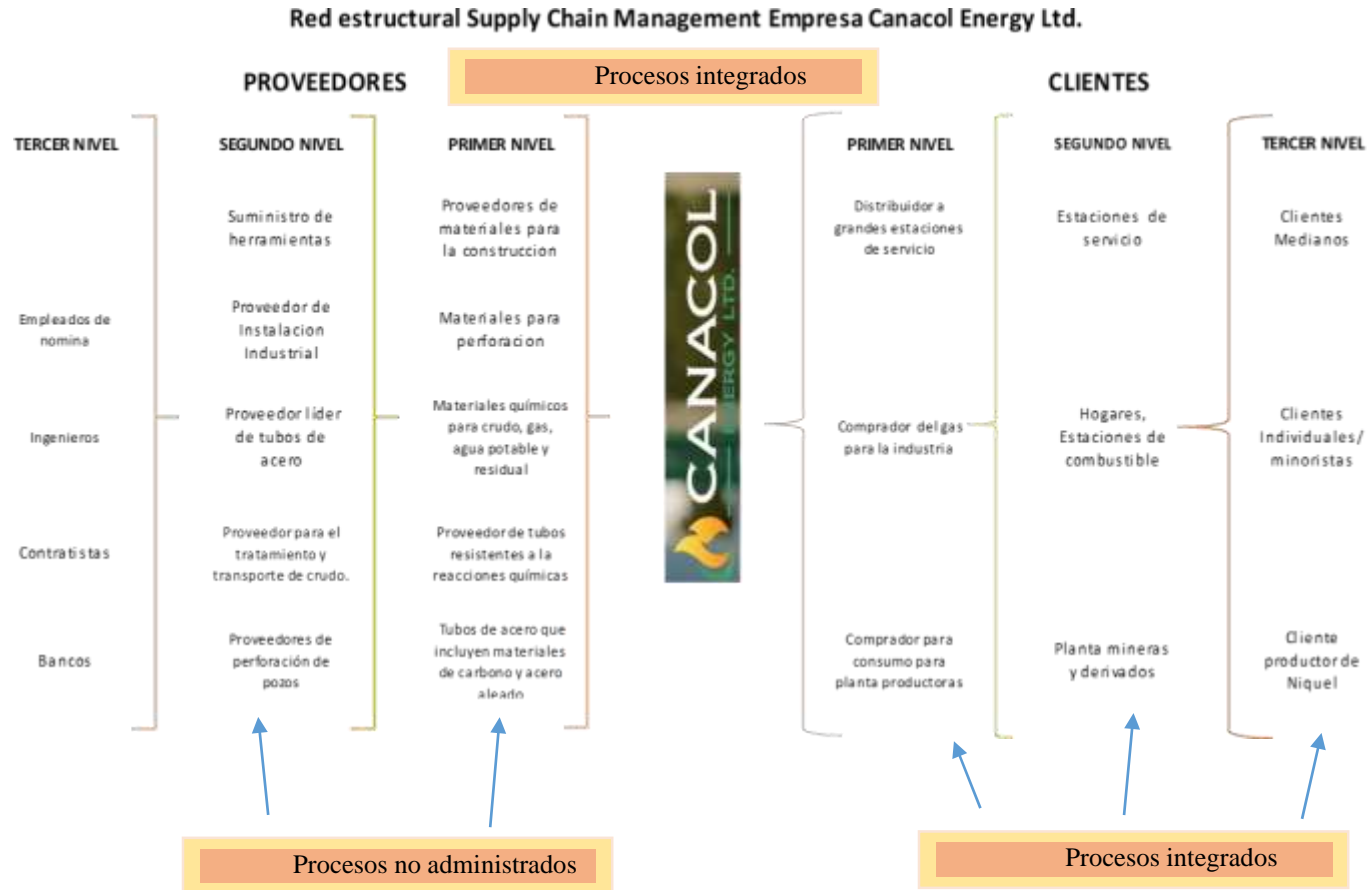 Red estructural Supply Chain Management Empresa Canacol Energy Ltd.
Procesos integrados
PROVEEDORES
CLIENTES
TERCER NIVEL
Empleados de
nomina
Ingenieros
Contratistas
Bancos
SEGUNDO NIVEL
Suministro de
herramientas
Proveedor de
Instalacion
Industrial
Proveedor líder
de tubos de
acero
Proveedor para el
tratamiento y
transporte de crudo.
Proveedores de
perforación de
pozos
PRIMER NIVEL
Proveedores de
materiales para
la construccion
Materiales para
perforacion
Materiales químicos
para crudo, gas,
agua potable y
residual
Proveedor de tubos
resistentes a la
reacciones químicas
Tubos de acero que
incluyen materiales
de carbono y acero
aleado
CANACOL
ENERGY LTD.
PRIMER NIVEL
Distribuidor a
grandes estaciones
de servicio
Comprador del gas
para la industria
Comprador para
consumo para
planta productoras
SEGUNDO NIVEL
Estaciones de
servicio
Hogares,
Estaciones de
combustible
Planta mineras
y derivados
TERCER NIVEL
Clientes
Medianos
Clientes
Individuales/
minoristas
Cliente
productor de
Niquel
Procesos no administrados
Procesos integrados